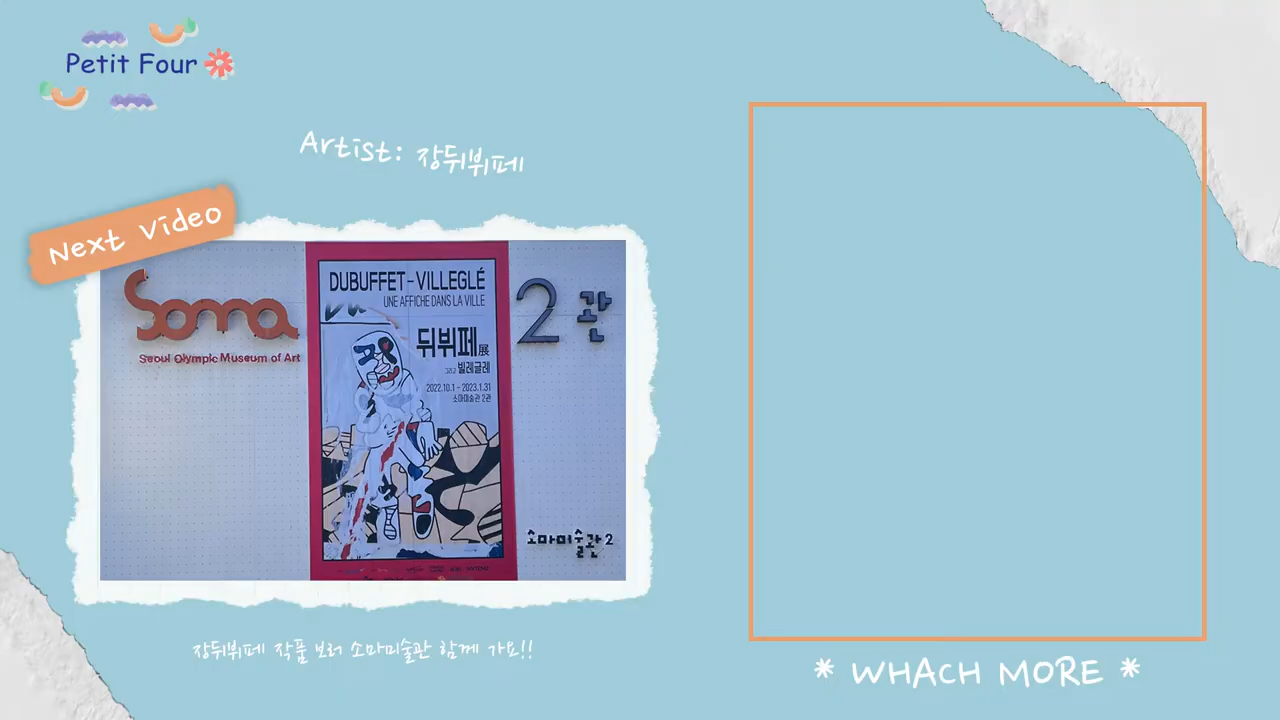 Petit Four
Artist: 장뒤뷔페
Next Video
Soma
Seoul Olympic Museum of Art
DUBUFFET-VILLEGLÉ
UNE AFFICHE DANS LA VILLE
뒤뷔페展
그리고 빌레글레
2022.10.1 - 2023.1.31
소마미술관 2관
2관
소마미술관 2
장뒤뷔페 작품 보러 소마미술관 함께 가요!!
* WHACH MORE *